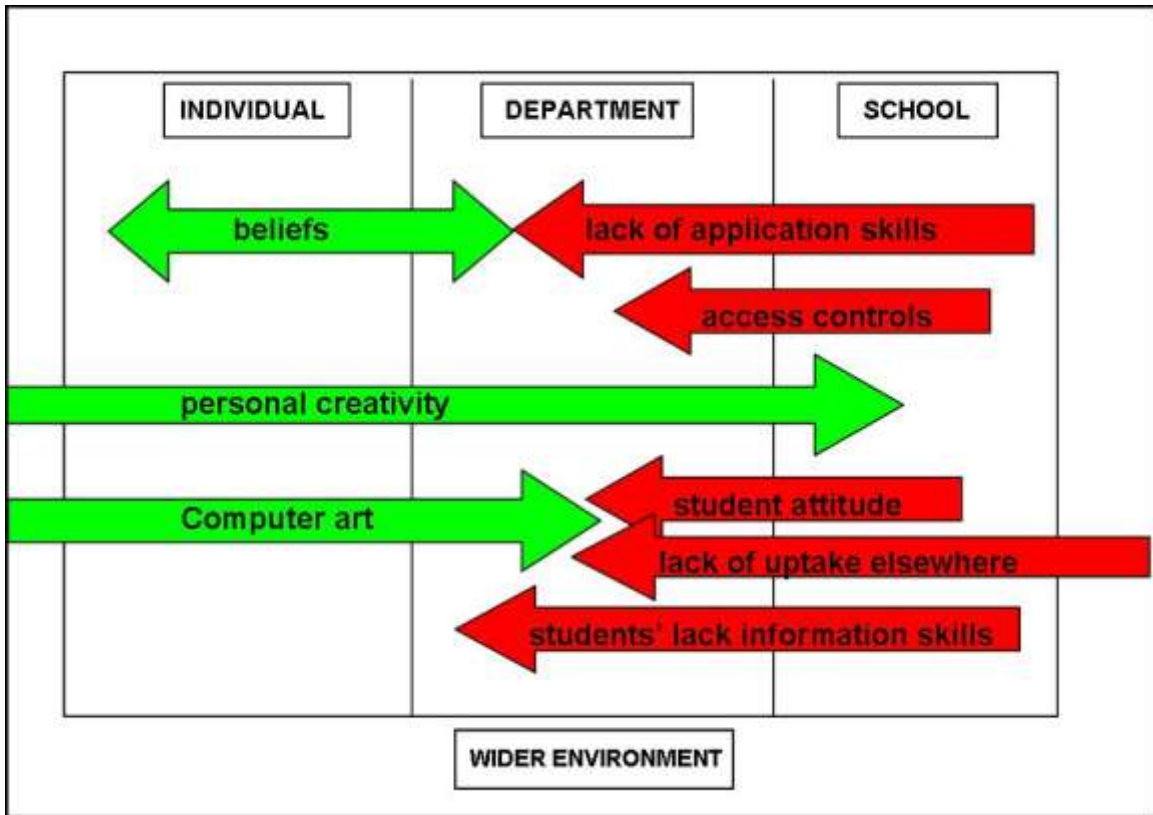 INDIVIDUAL
DEPARTMENT
SCHOOL
beliefs
lack of application skills
access controls
personal creativity
student attitude
Computer art
lack of uptake elsewhere
students' lack information skills
WIDER ENVIRONMENT